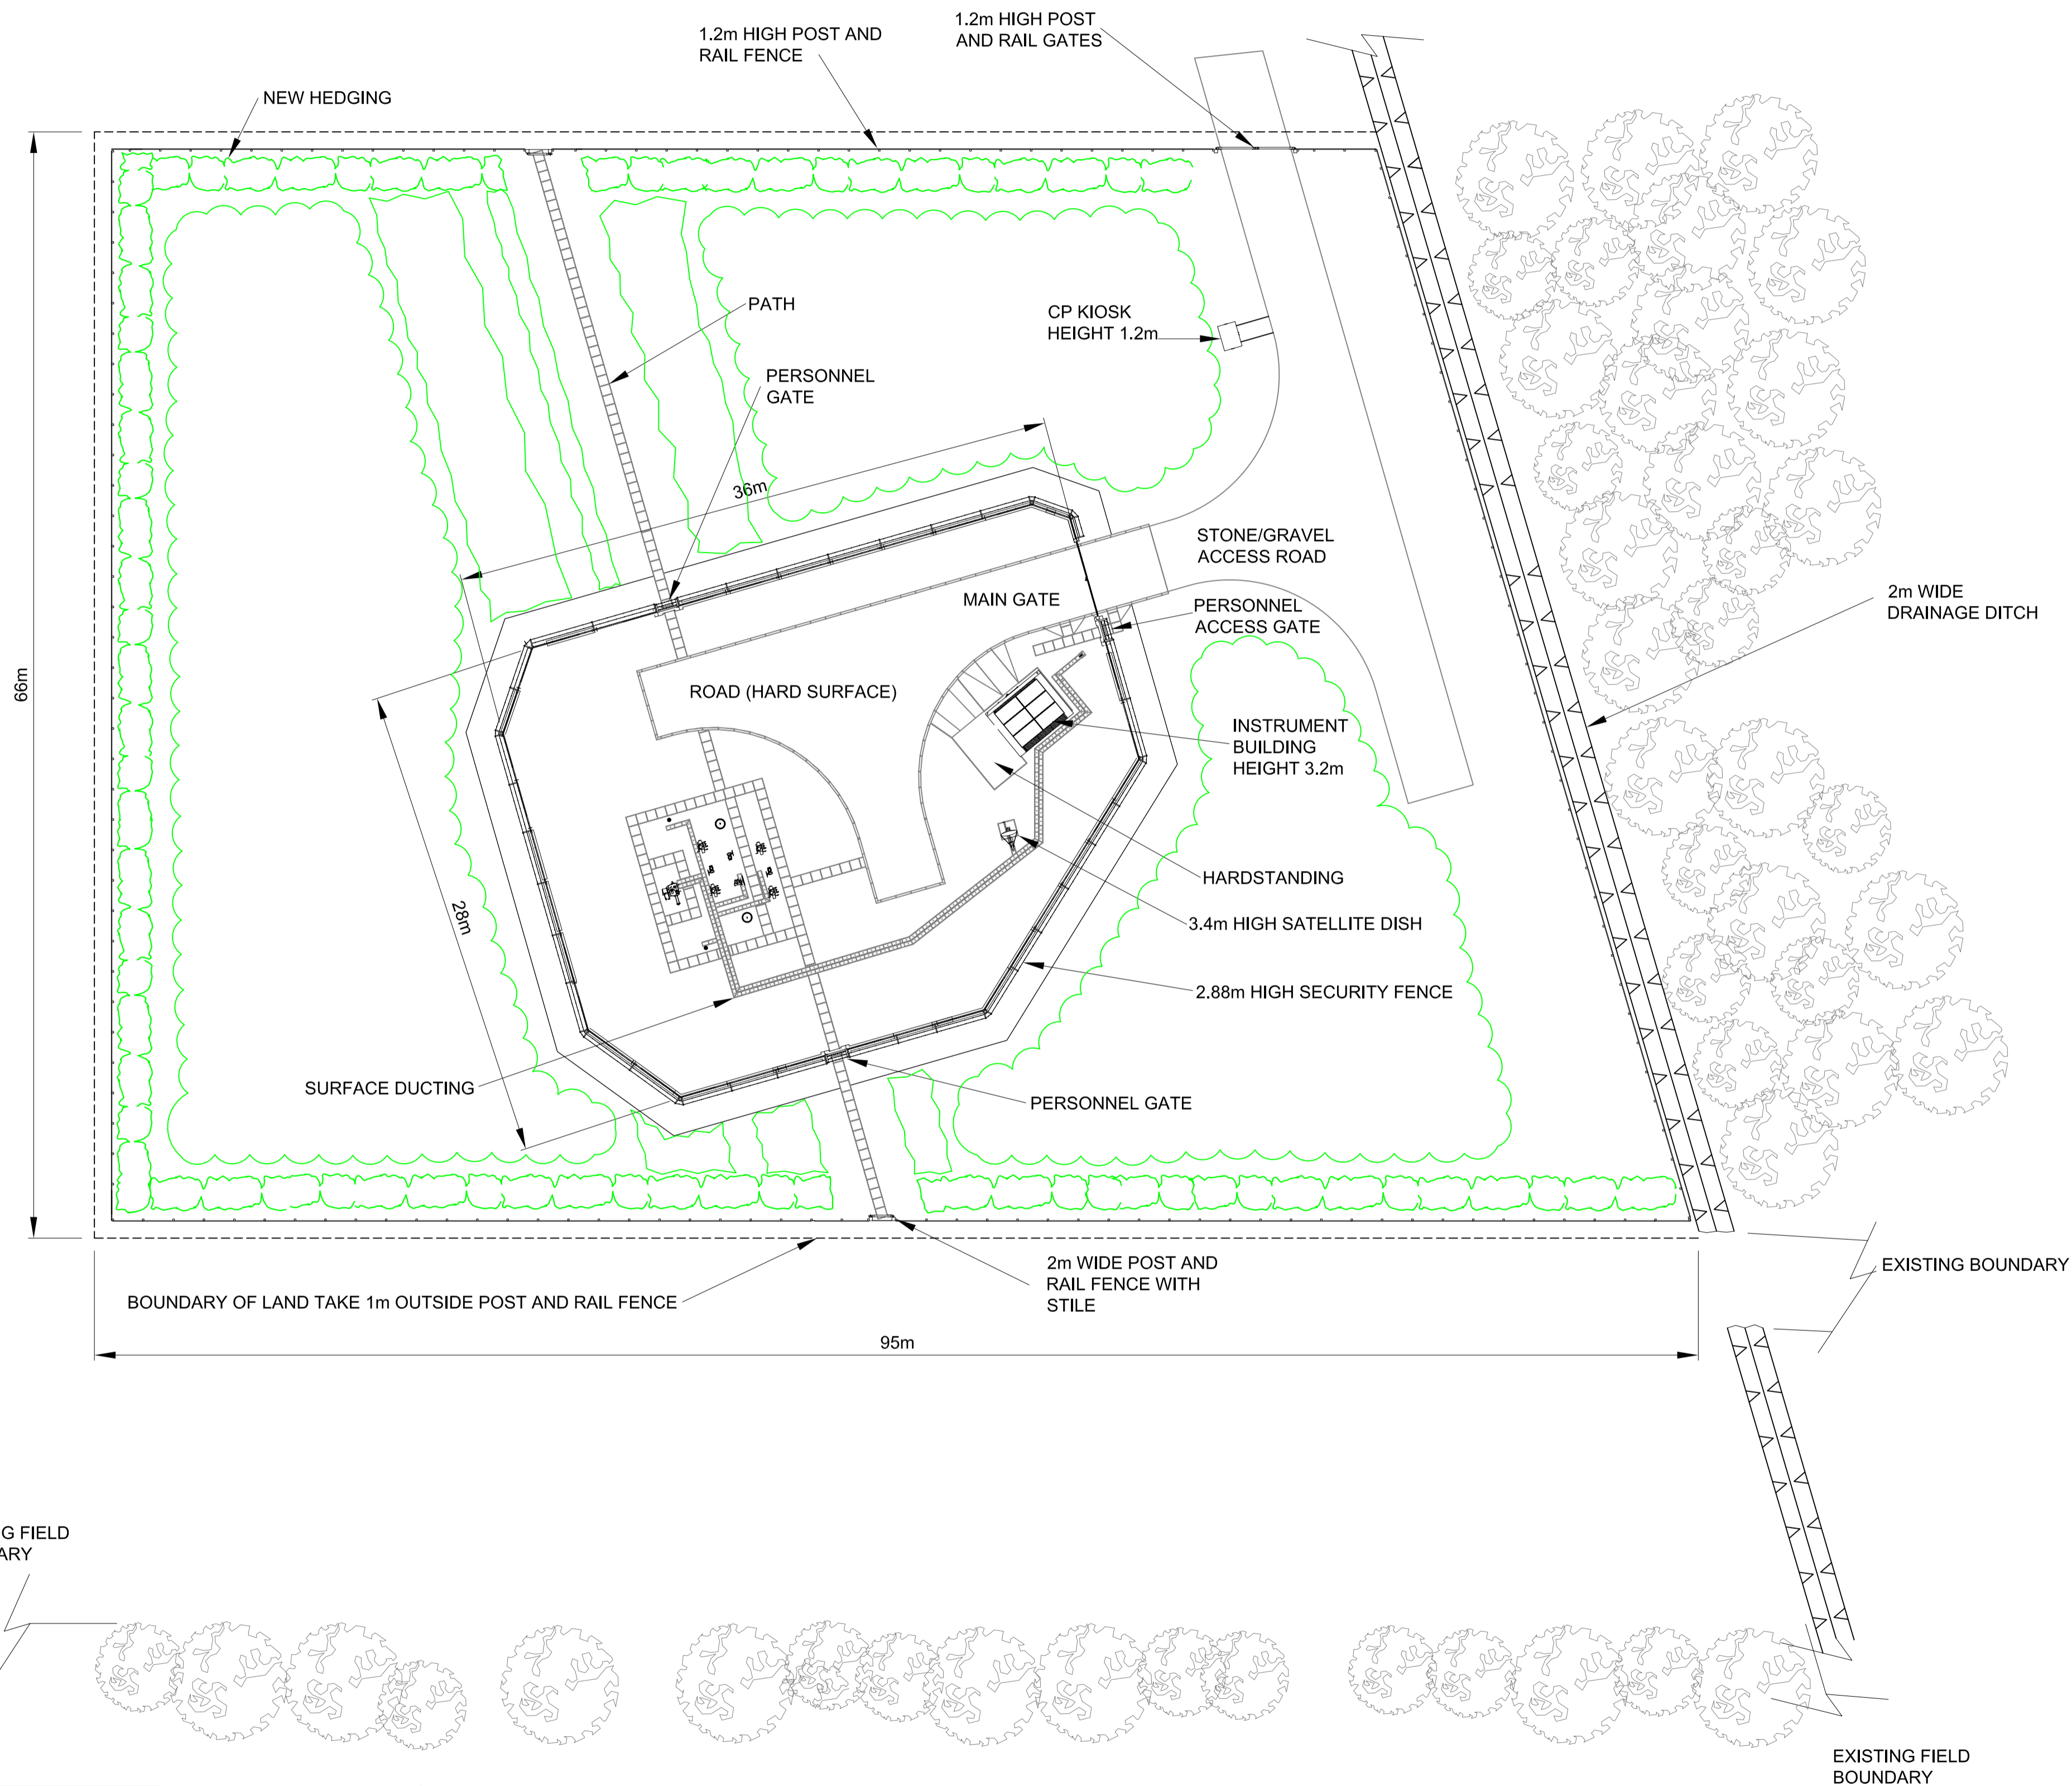 1.2m HIGH POST
AND RAIL GATES
1.2m HIGH POST AND
RAIL FENCE
NEW HEDGING
PATH
CP KIOSK
HEIGHT 1.2m
PERSONNEL
GATE
36m
STONE/GRAVEL
ACCESS ROAD
MAIN GATE
PERSONNEL
ACCESS GATE
2m WIDE
DRAINAGE DITCH
66m
ROAD (HARD SURFACE)
INSTRUMENT
BUILDING
HEIGHT 3.2m
HARDSTANDING
28m
3.4m HIGH SATELLITE DISH
2.88m HIGH SECURITY FENCE
SURFACE DUCTING
PERSONNEL GATE
2m WIDE POST AND
RAIL FENCE WITH
STILE
EXISTING BOUNDARY
BOUNDARY OF LAND TAKE 1m OUTSIDE POST AND RAIL FENCE
95m
G FIELD
ARY
EXISTING FIELD
BOUNDARY